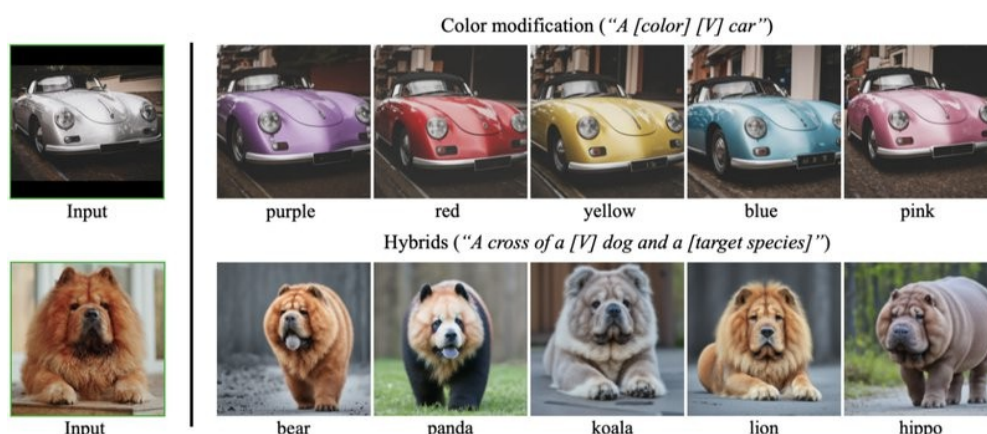 Color modification (“A [color] [V] car”)
Input purple red yellow blue pink
Hybrids (“A cross of a [V] dog and a [target species]”)
Input bear panda koala lion hippo